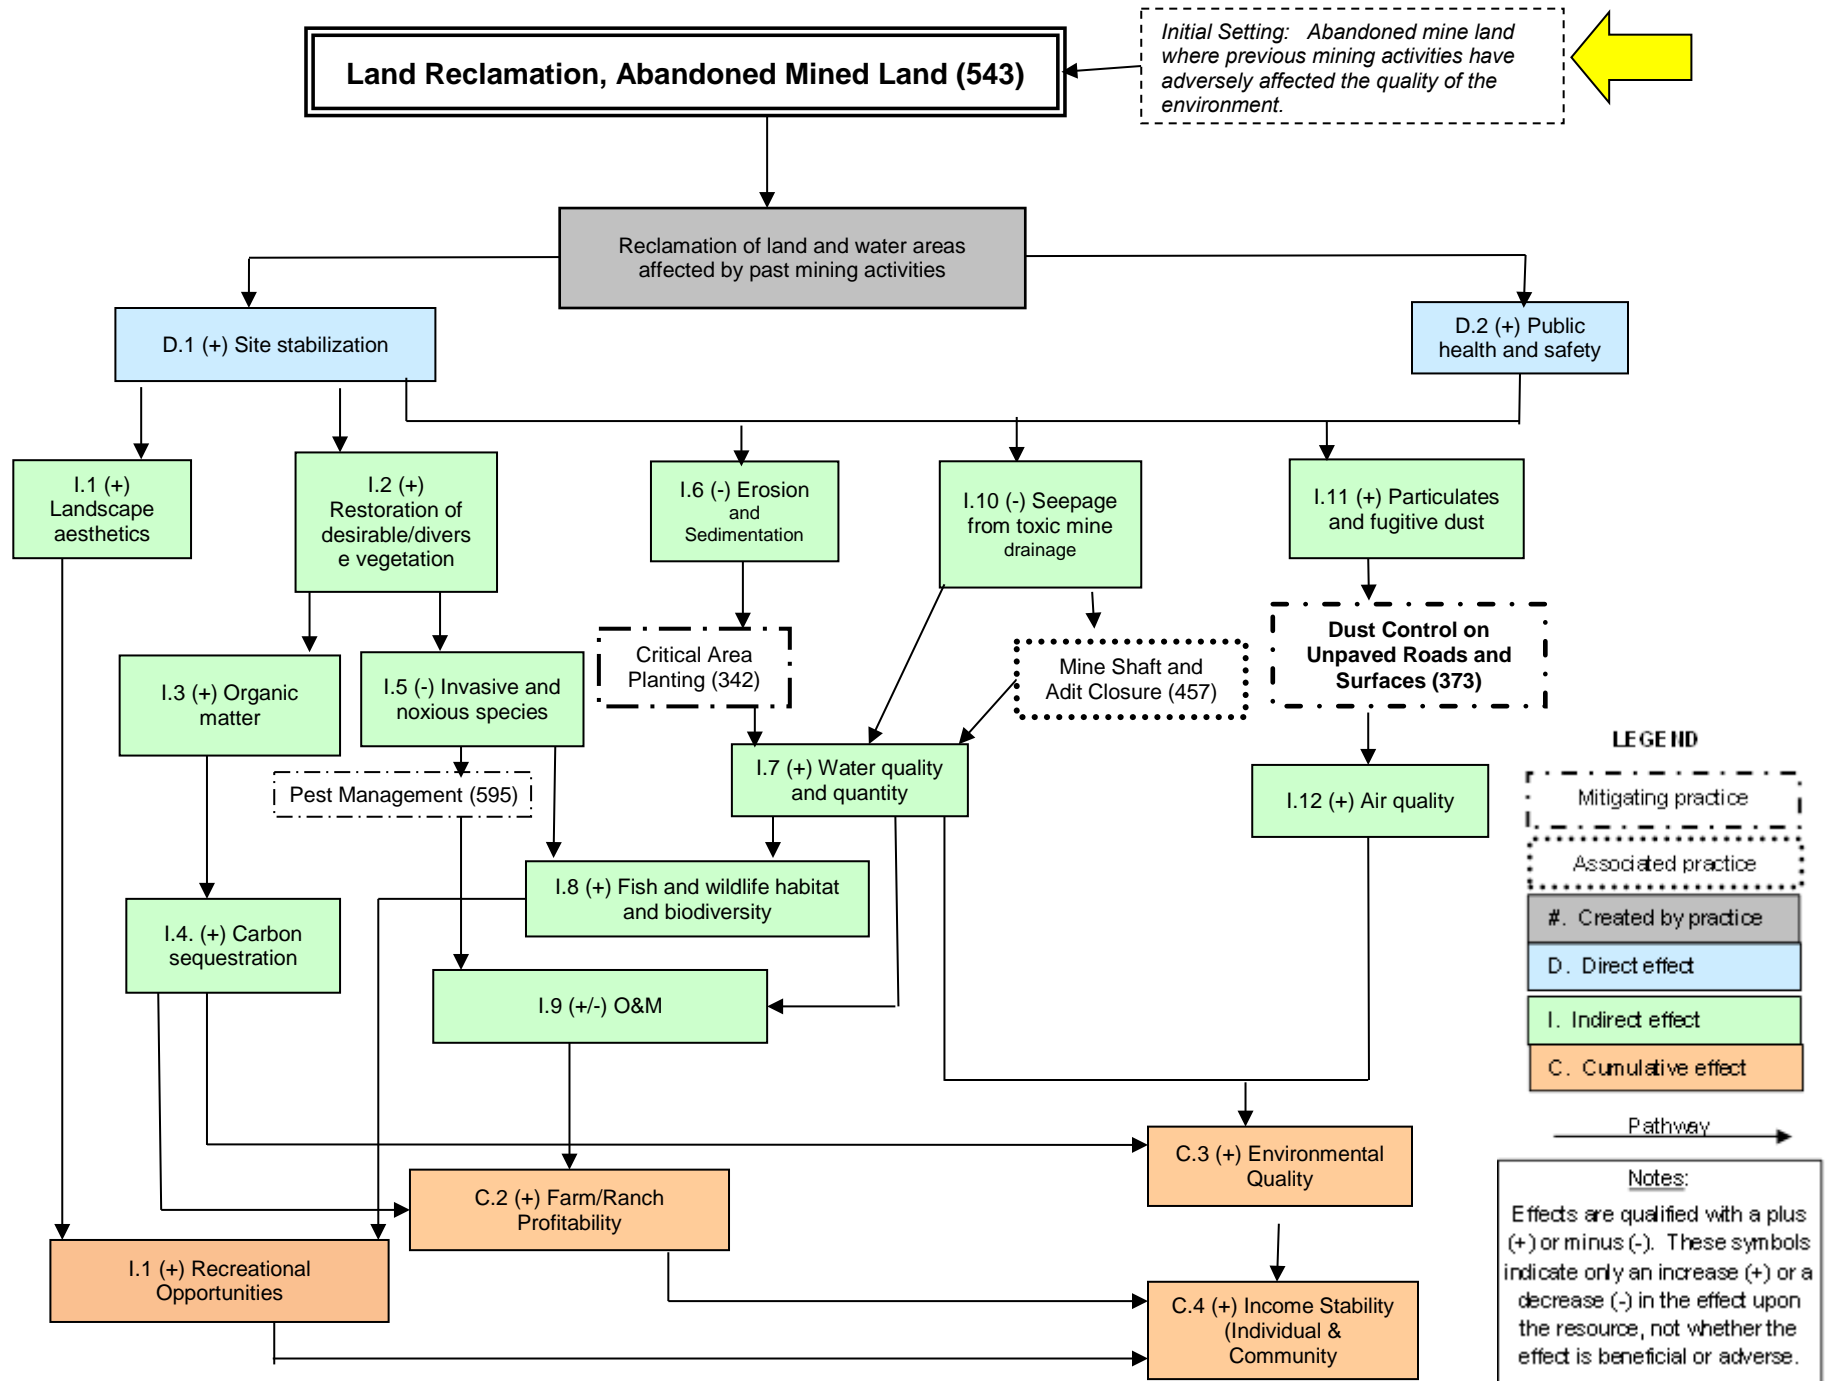 Land Reclamation, Abandoned Mined Land (543)
Initial Setting:   Abandoned mine land
where previous mining activities have
adversely affected the quality of the
environment.
Reclamation of land and water areas
affected by past mining activities
D.1 (+) Site stabilization
D.2 (+) Public
health and safety
I.1 (+)
Landscape
aesthetics
I.2 (+)
Restoration of
desirable/divers
e vegetation
I.6 (-) Erosion
and
Sedimentation
I.10 (-) Seepage
from toxic mine
drainage
I.11 (+) Particulates
and fugitive dust
I.3 (+) Organic
matter
I.5 (-) Invasive and
noxious species
Critical Area
Planting (342)
Mine Shaft and
Adit Closure (457)
Dust Control on
Unpaved Roads and
Surfaces (373)
Pest Management (595)
I.7 (+) Water quality
and quantity
I.12 (+) Air quality
I.8 (+) Fish and wildlife habitat
and biodiversity
I.4. (+) Carbon
sequestration
I.9 (+/-) O&M
C.3 (+) Environmental
Quality
C.2 (+) Farm/Ranch
Profitability
I.1 (+) Recreational
Opportunities
C.4 (+) Income Stability
(Individual &
Community
LEGEND
Mitigating practice
Associated practice
#.  Created by practice
D.  Direct effect
I.  Indirect effect
C.  Cumulative effect
Pathway
Notes:
Effects are qualified with a plus
(+) or minus (-).  These symbols
indicate only an increase (+) or a
decrease (-) in the effect upon
the resource, not whether the
effect is beneficial or adverse.